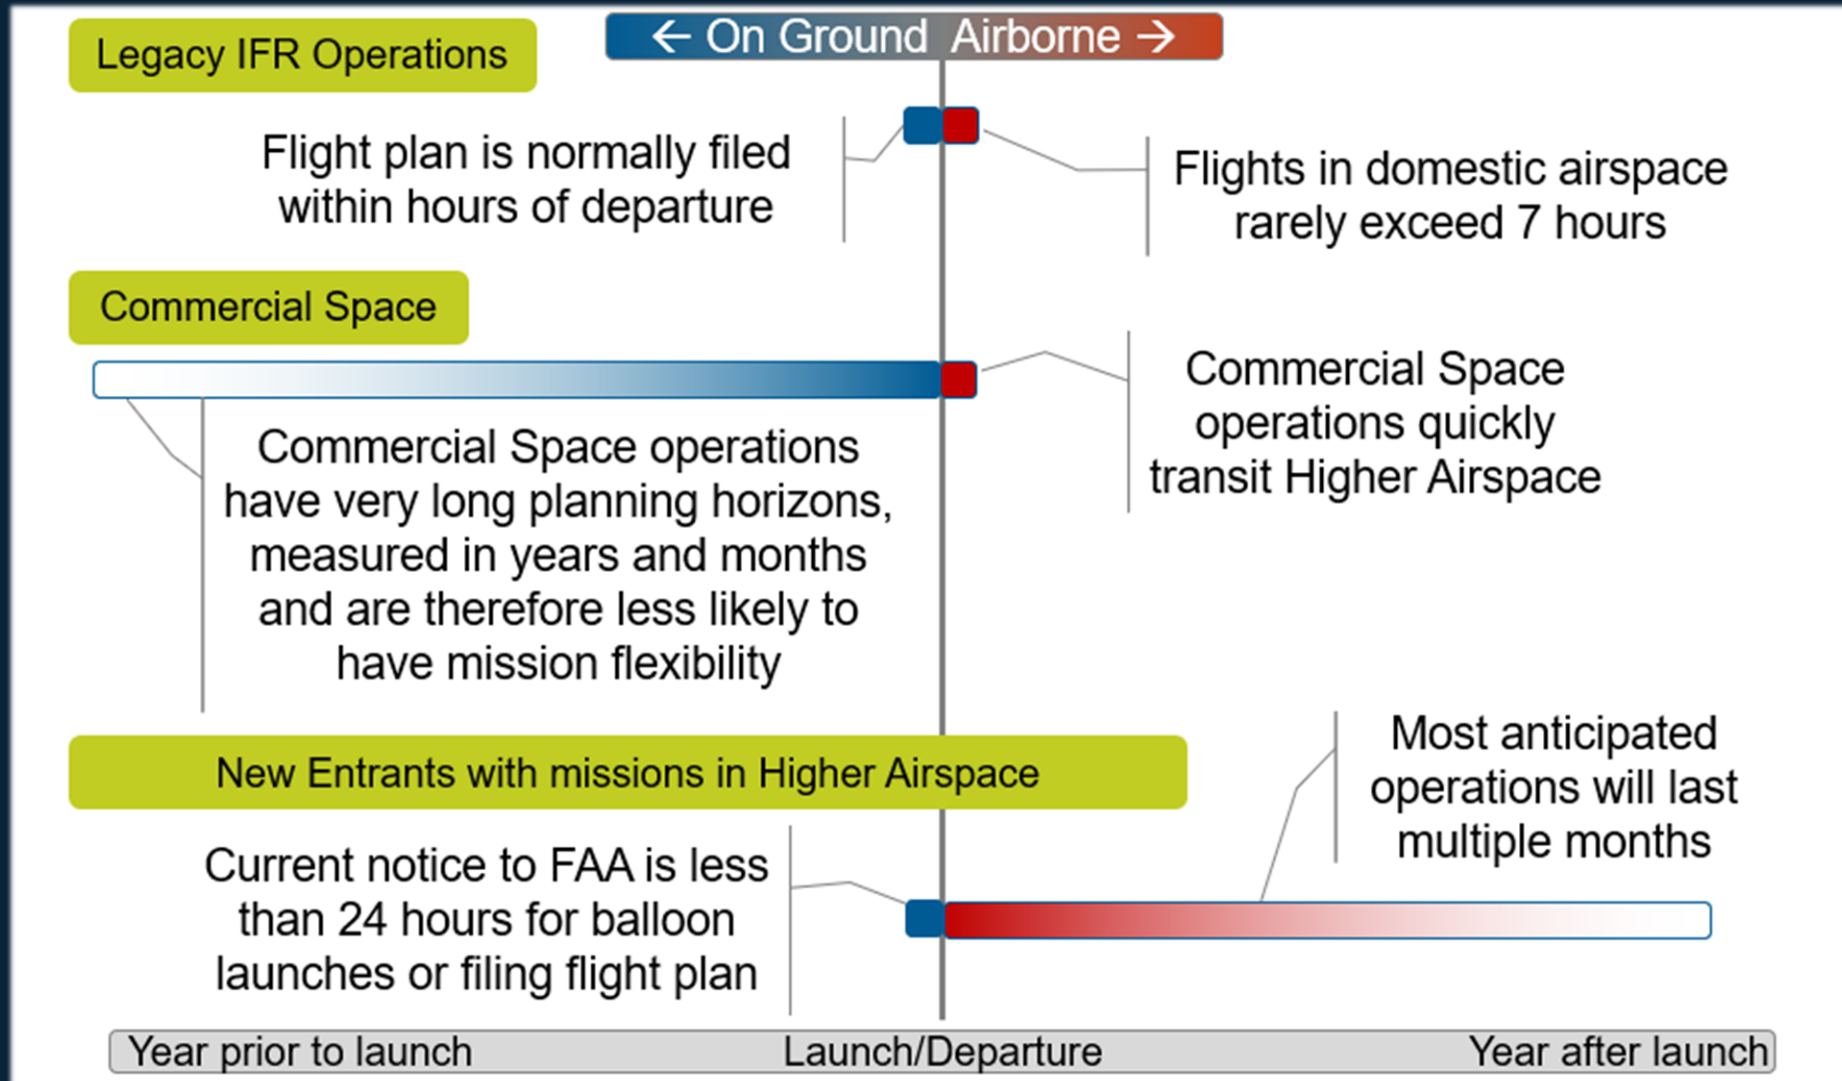 Legacy IFR Operations
← On Ground Airborne →
Flight plan is normally filed
within hours of departure
Flights in domestic airspace
rarely exceed 7 hours
Commercial Space
Commercial Space operations
have very long planning horizons,
measured in years and months
and are therefore less likely to
have mission flexibility
Commercial Space
operations quickly
transit Higher Airspace
New Entrants with missions in Higher Airspace
Current notice to FAA is less
than 24 hours for balloon
launches or filing flight plan
Most anticipated
operations will last
multiple months
Year prior to launch
Launch/Departure
Year after launch